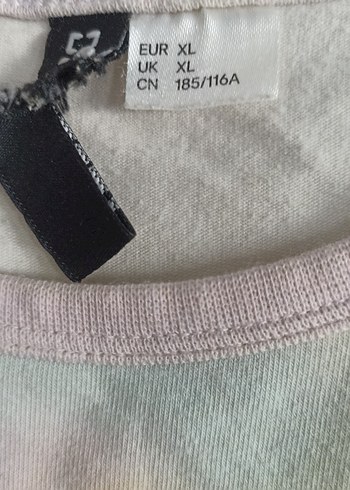 EUR XL
UK XL
CN 185/116A